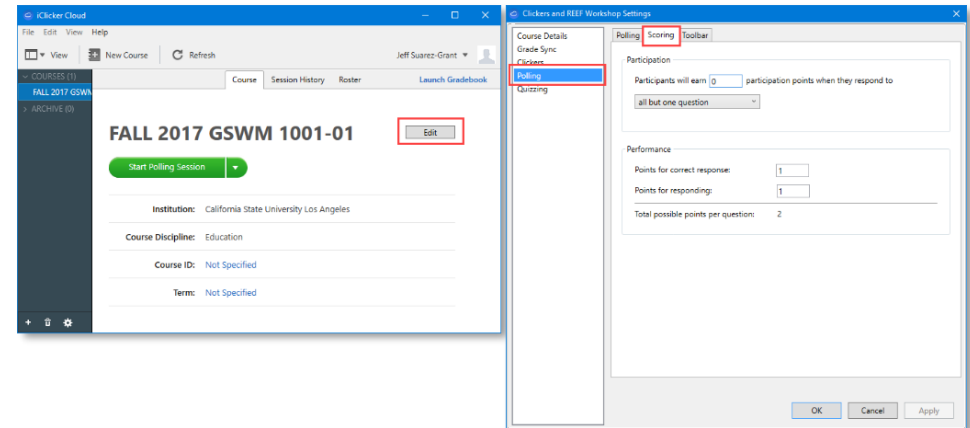 iClicker Cloud
File Edit View Help
View New Course Refresh Jeff Suarez-Grant
COURSES (1)
FALL 2017 GSWM
ARCHIVE (0)
Course Session History Roster Launch Gradebook
FALL 2017 GSWM 1001-01 Edit
Start Polling Session
Institution: California State University Los Angeles
Course Discipline: Education
Course ID: Not Specified
Term: Not Specified
Clickers and REEF Workshop Settings
Course Details
Grade Sync
Clickers
Polling
Quizzing
Polling Scoring Toolbar
Participation
Participants will earn 0 participation points when they respond to
all but one question
Performance
Points for correct response: 1
Points for responding: 1
Total possible points per question: 2
OK Cancel Apply